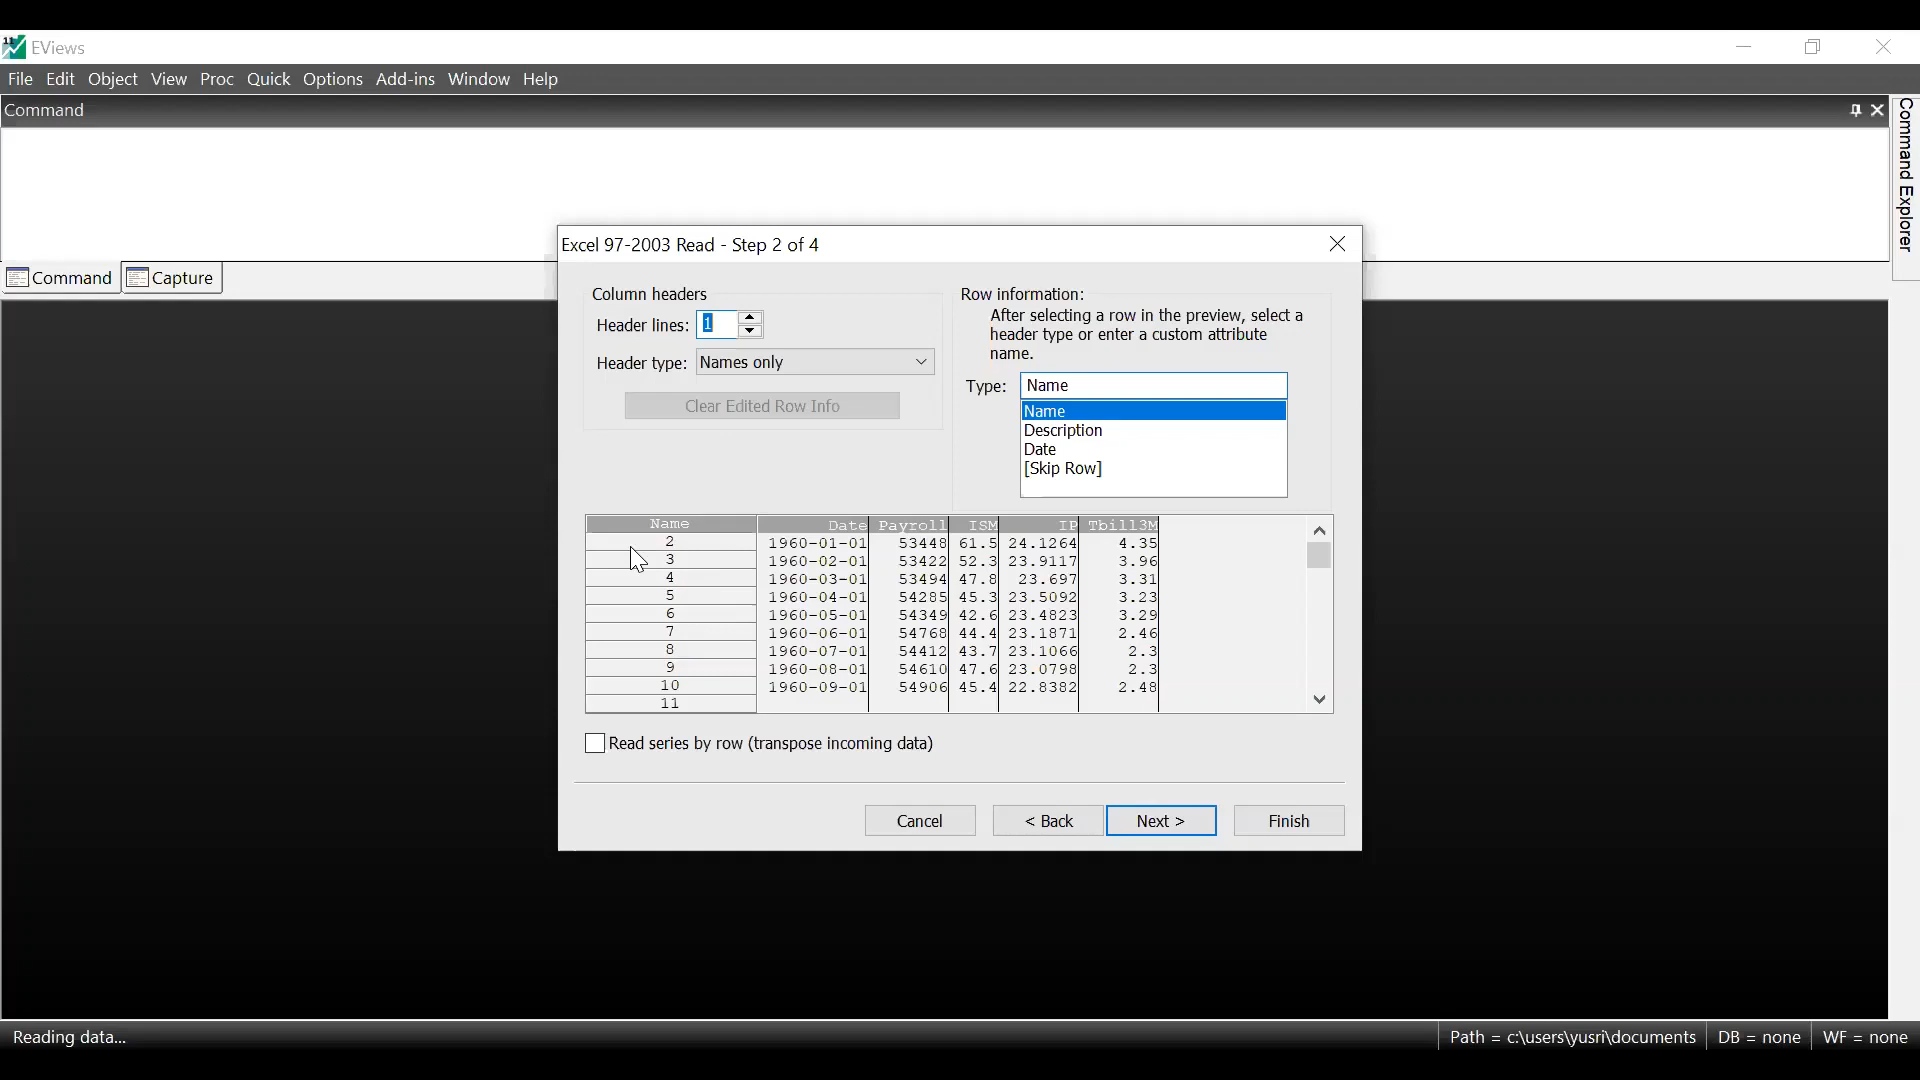 EViews
File Edit Object View Proc Quick Options Add-ins Window Help
Command
Command Explorer
Command Capture
Excel 97-2003 Read - Step 2 of 4
Column headers
Header lines: 1
Header type: Names only
Clear Edited Row Info
Row information:
After selecting a row in the preview, select a
header type or enter a custom attribute
name.
Type: Name
Name
Description
Date
[Skip Row]
Name Date Payroll ISM IP Tbill3M
2 1960-01-01 53448 61.5 24.1264 4.35
3 1960-02-01 53422 52.3 23.9117 3.96
4 1960-03-01 53494 47.8 23.697 3.31
5 1960-04-01 54285 45.3 23.5092 3.23
6 1960-05-01 54349 42.6 23.4823 3.29
7 1960-06-01 54768 44.4 23.1871 2.46
8 1960-07-01 54412 43.7 23.1066 2.3
9 1960-08-01 54610 47.6 23.0798 2.3
10 1960-09-01 54906 45.4 22.8382 2.48
11
Read series by row (transpose incoming data)
Cancel < Back Next > Finish
Reading data... Path = c:\users\yusri\documents DB = none WF = none